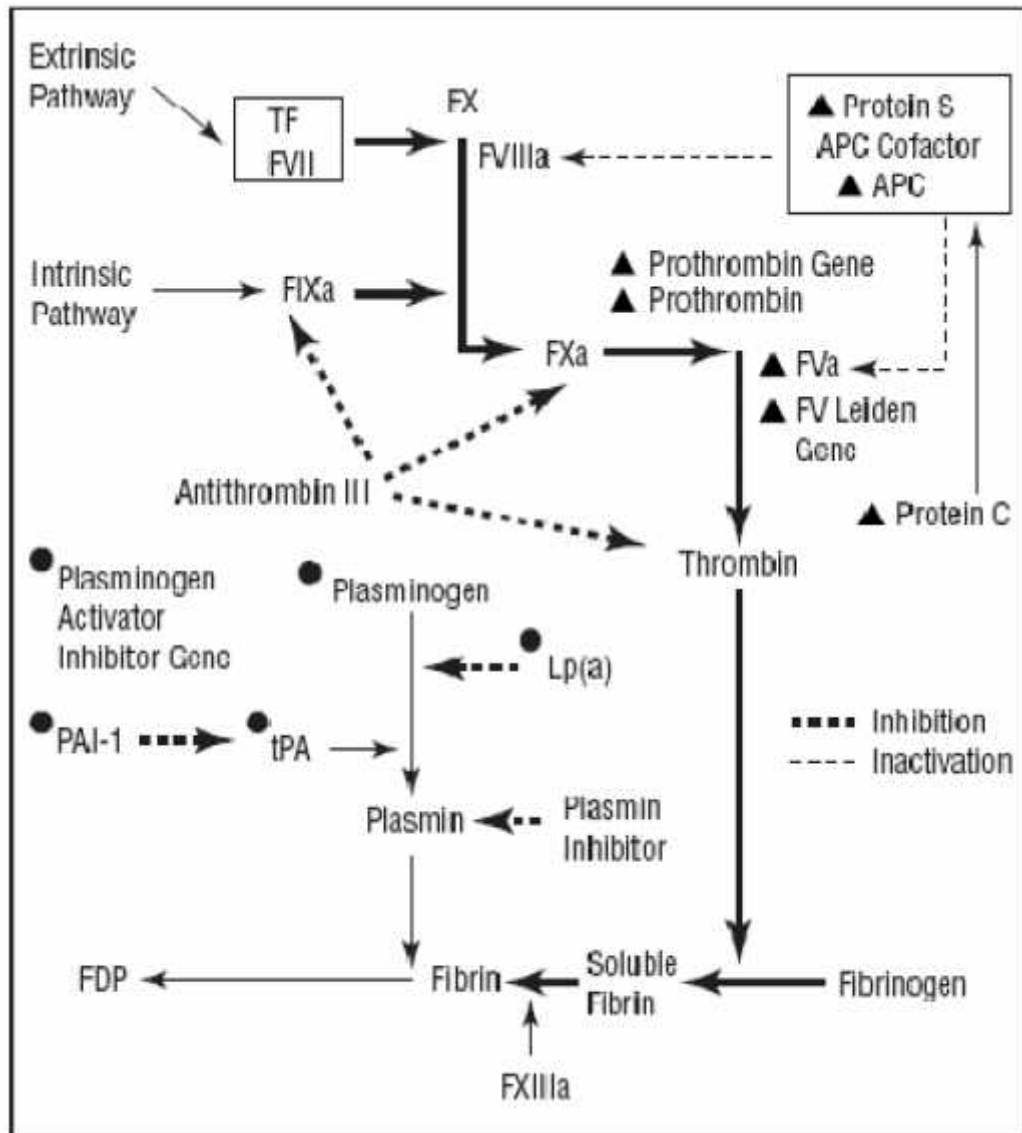 Extrinsic
Pathway
TF
FVII
FX
FVIIIa
▲ Protein S
APC Cofactor
▲ APC
Intrinsic
Pathway
FIXa
▲ Prothrombin Gene
▲ Prothrombin
FXa
▲ FVa
▲ FV Leiden
Gene
Antithrombin III
▲ Protein C
Thrombin
● Plasminogen
Activator
Inhibitor Gene
● Plasminogen
● Lp(a)
● PAI-1
● tPA
Inhibition
Inactivation
Plasmin
Plasmin
Inhibitor
FDP
Fibrin
Soluble
Fibrin
Fibrinogen
FXIIIa